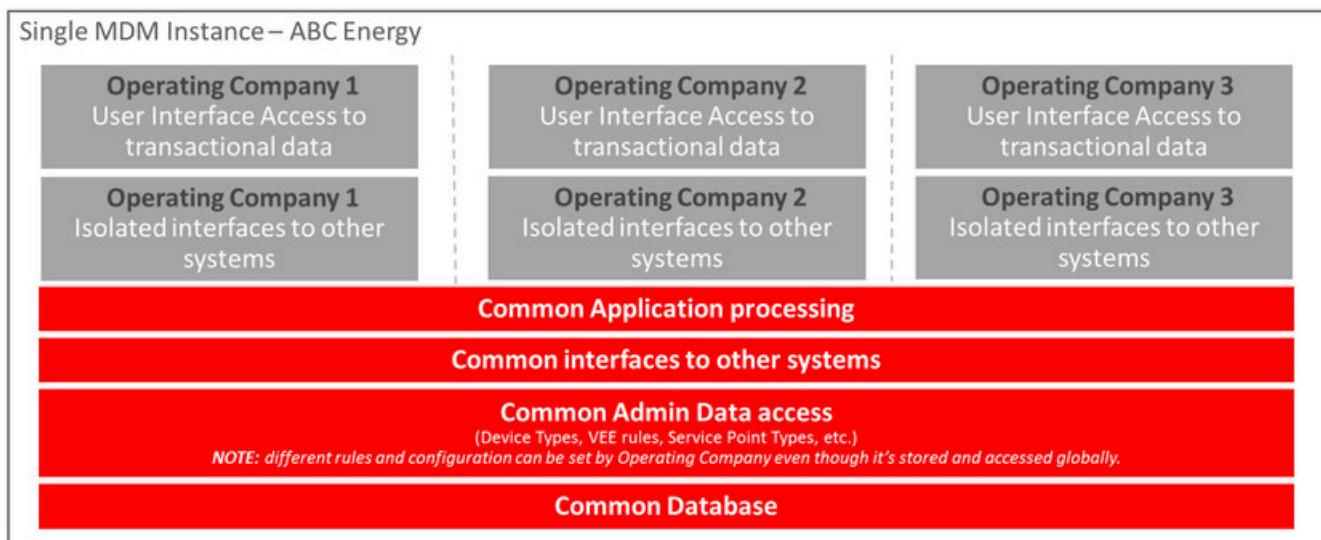 Single MDM Instance – ABC Energy
Operating Company 1
User Interface Access to
transactional data
Operating Company 2
User Interface Access to
transactional data
Operating Company 3
User Interface Access to
transactional data
Operating Company 1
Isolated interfaces to other
systems
Operating Company 2
Isolated interfaces to other
systems
Operating Company 3
Isolated interfaces to other
systems
Common Application processing
Common interfaces to other systems
Common Admin Data access
(Device Types, VEE rules, Service Point Types, etc.)
NOTE: different rules and configuration can be set by Operating Company even though it's stored and accessed globally.
Common Database